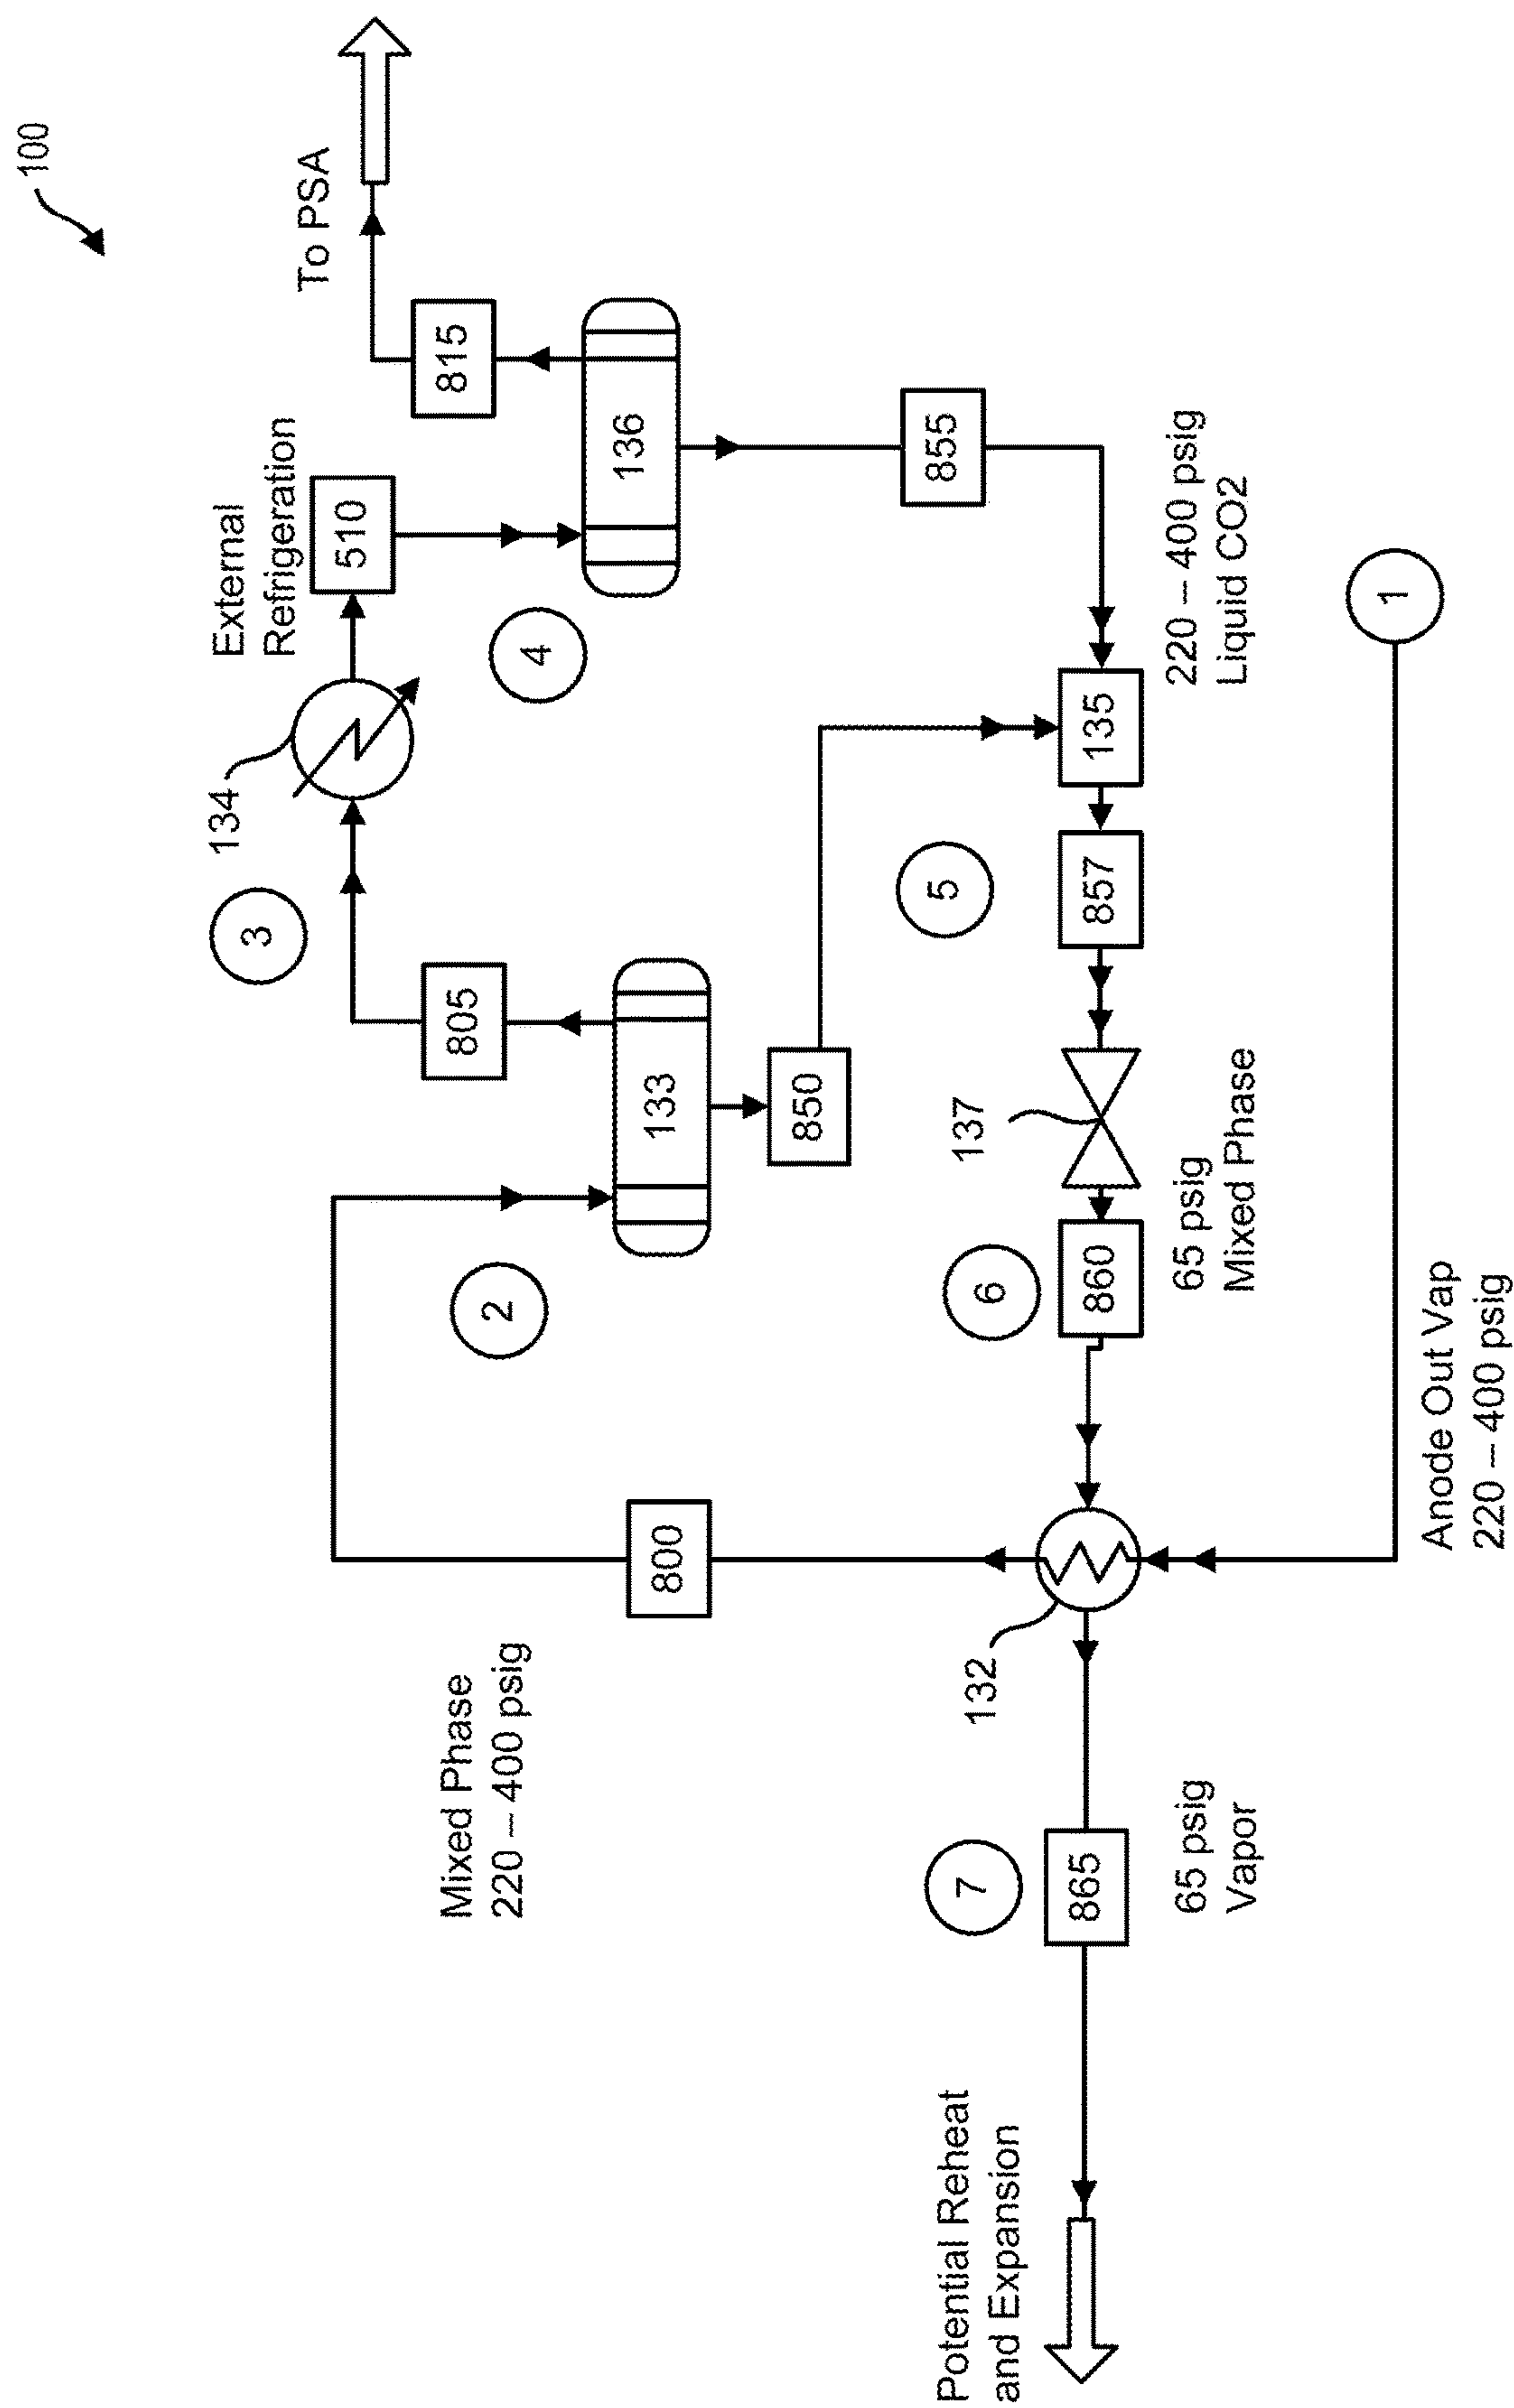 100
To PSA
815
External
Refrigeration
510
136
855
4
134
3
805
220 – 400 psig
Liquid CO2
135
1
5
857
133
850
2
137
6
860
65 psig
Mixed Phase
800
Mixed Phase
220 – 400 psig
132
Anode Out Vap
220 – 400 psig
7
865
65 psig
Vapor
Potential Reheat
and Expansion